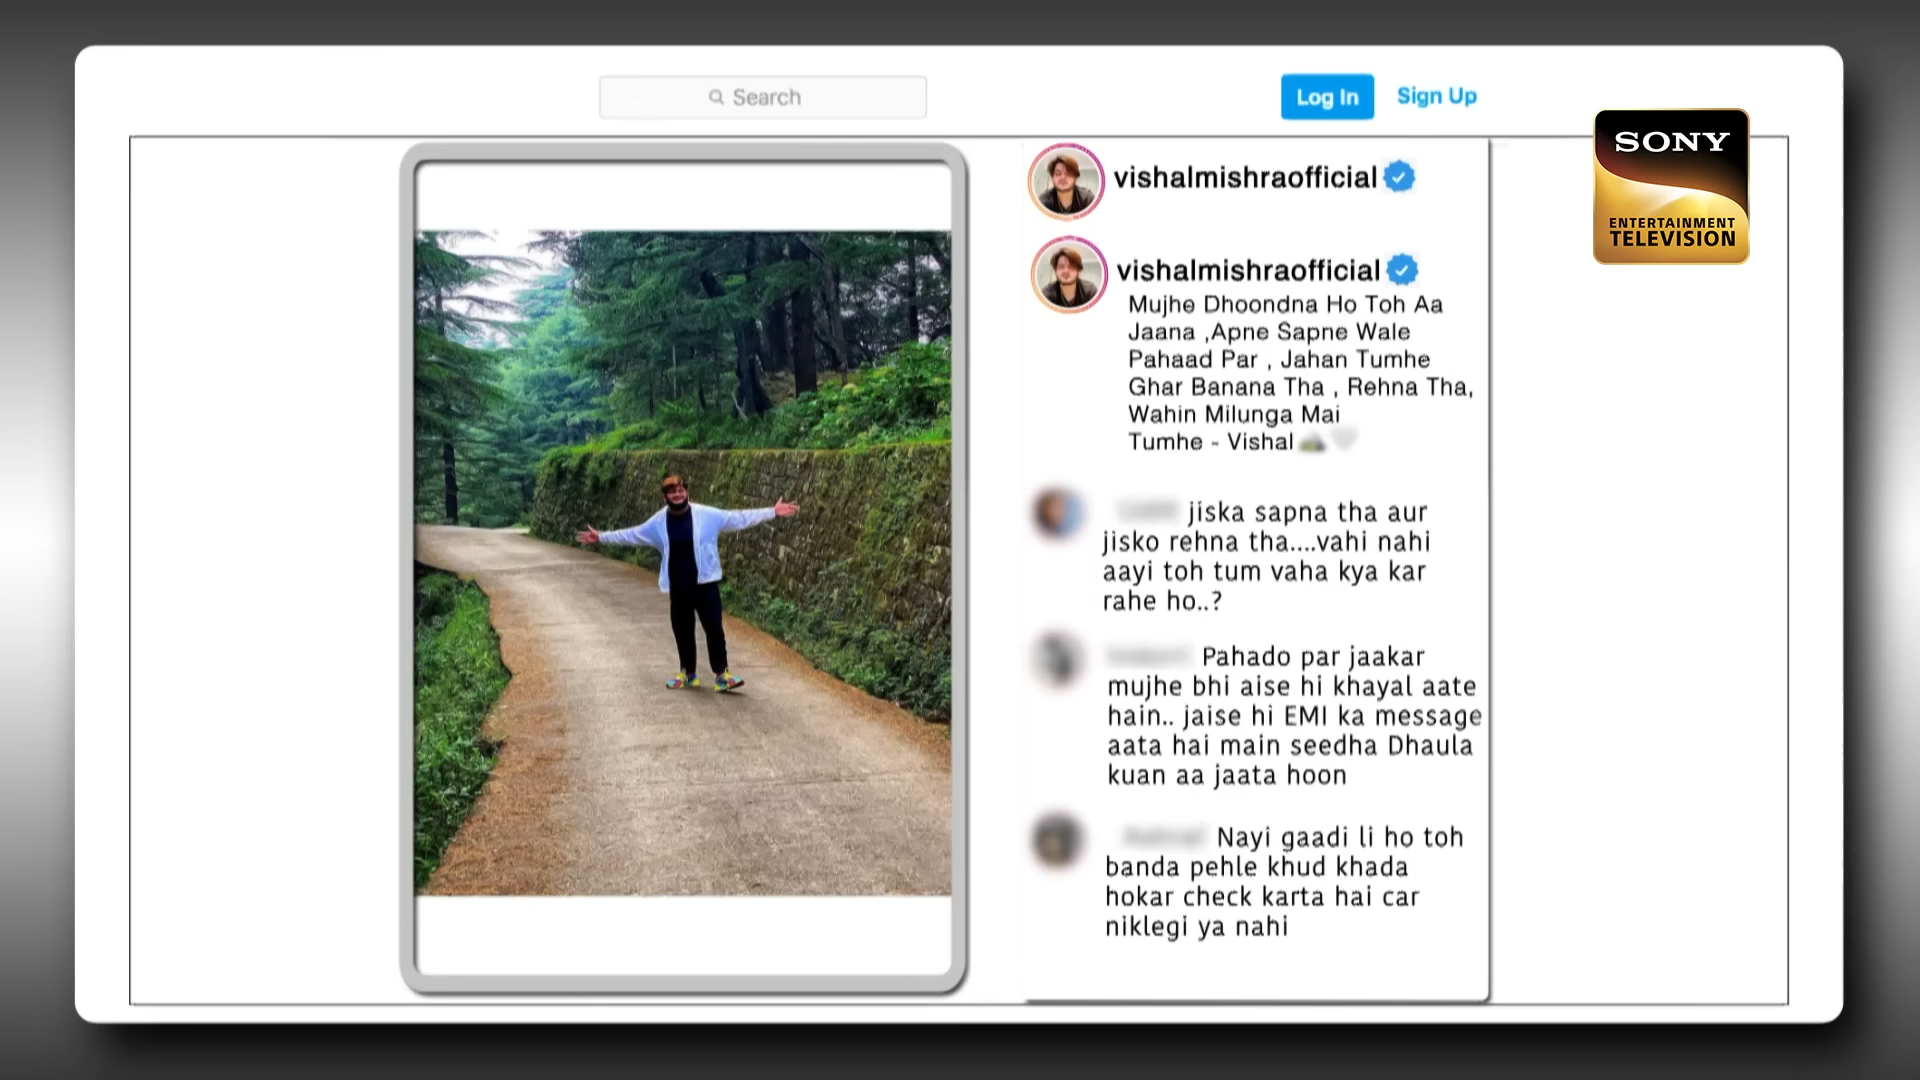 Search
Log In
Sign Up
SONY
ENTERTAINMENT
TELEVISION
vishalmishraofficial
vishalmishraofficial
Mujhe Dhoondna Ho Toh Aa
Jaana ,Apne Sapne Wale
Pahaad Par , Jahan Tumhe
Ghar Banana Tha , Rehna Tha,
Wahin Milunga Mai
Tumhe - Vishal
jiska sapna tha aur
jisko rehna tha....vahi nahi
aayi toh tum vaha kya kar
rahe ho..?
Pahado par jaakar
mujhe bhi aise hi khayal aate
hain.. jaise hi EMI ka message
aata hai main seedha Dhaula
kuan aa jaata hoon
Nayi gaadi li ho toh
banda pehle khud khada
hokar check karta hai car
niklegi ya nahi